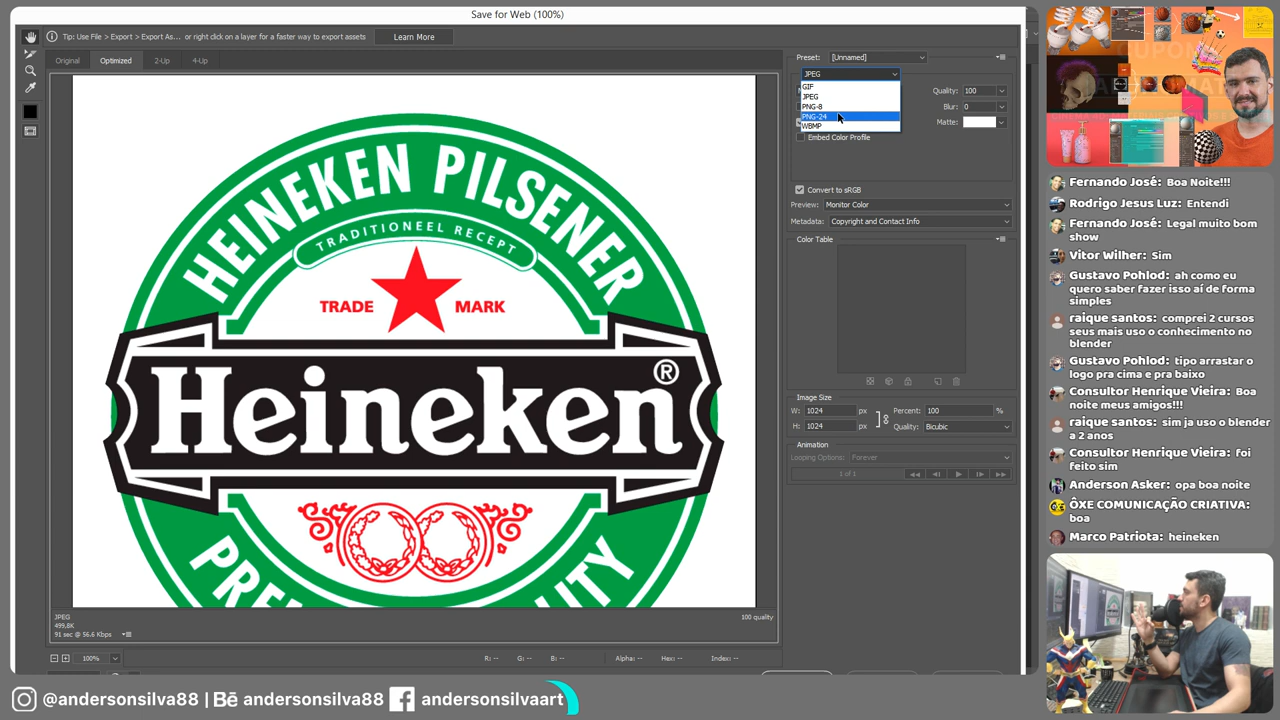 Save for Web (100%)
Tip: Use File > Export > Export As... or right click on a layer for a faster way to export assets
Learn More
Original
Optimized
2-Up
4-Up
Preset:
[Unnamed]
JPEG
GIF
JPEG
PNG-8
PNG-24
WBMP
Quality: 100
Blur: 0
Matte:
Embed Color Profile
Convert to sRGB
Preview: Monitor Color
Metadata: Copyright and Contact Info
Color Table
Image Size
W: 1024 px
H: 1024 px
Percent: 100 %
Quality: Bicubic
Animation
Looping Options: Forever
1 of 1
HEINEKEN PILSENER
TRADITIONEEL RECEPT
TRADE MARK
Heineken®
JPEG
499,8K
91 sec @ 56.6 Kbps
100 quality
100%
R: -- G: -- B: -- Alpha: -- Hex: -- Index: --
Fernando José: Boa Noite!!!
Rodrigo Jesus Luz: Entendi
Fernando José: Legal muito bom
show
Vitor Wilher: Sim
Gustavo Pohlod: ah como eu
quero saber fazer isso aí de forma
simples
raique santos: comprei 2 cursos
seus mais uso o conhecimento no
blender
Gustavo Pohlod: tipo arrastar o
logo pra cima e pra baixo
Consultor Henrique Vieira: Boa
noite meus amigos!!!
raique santos: sim ja uso o blender
a 2 anos
Consultor Henrique Vieira: foi
feito sim
Anderson Asker: opa boa noite
ÔXE COMUNICAÇÃO CRIATIVA:
boa
Marco Patriota: heineken
@andersonsilva88 | Bē andersonsilva88 f andersonsilvaart